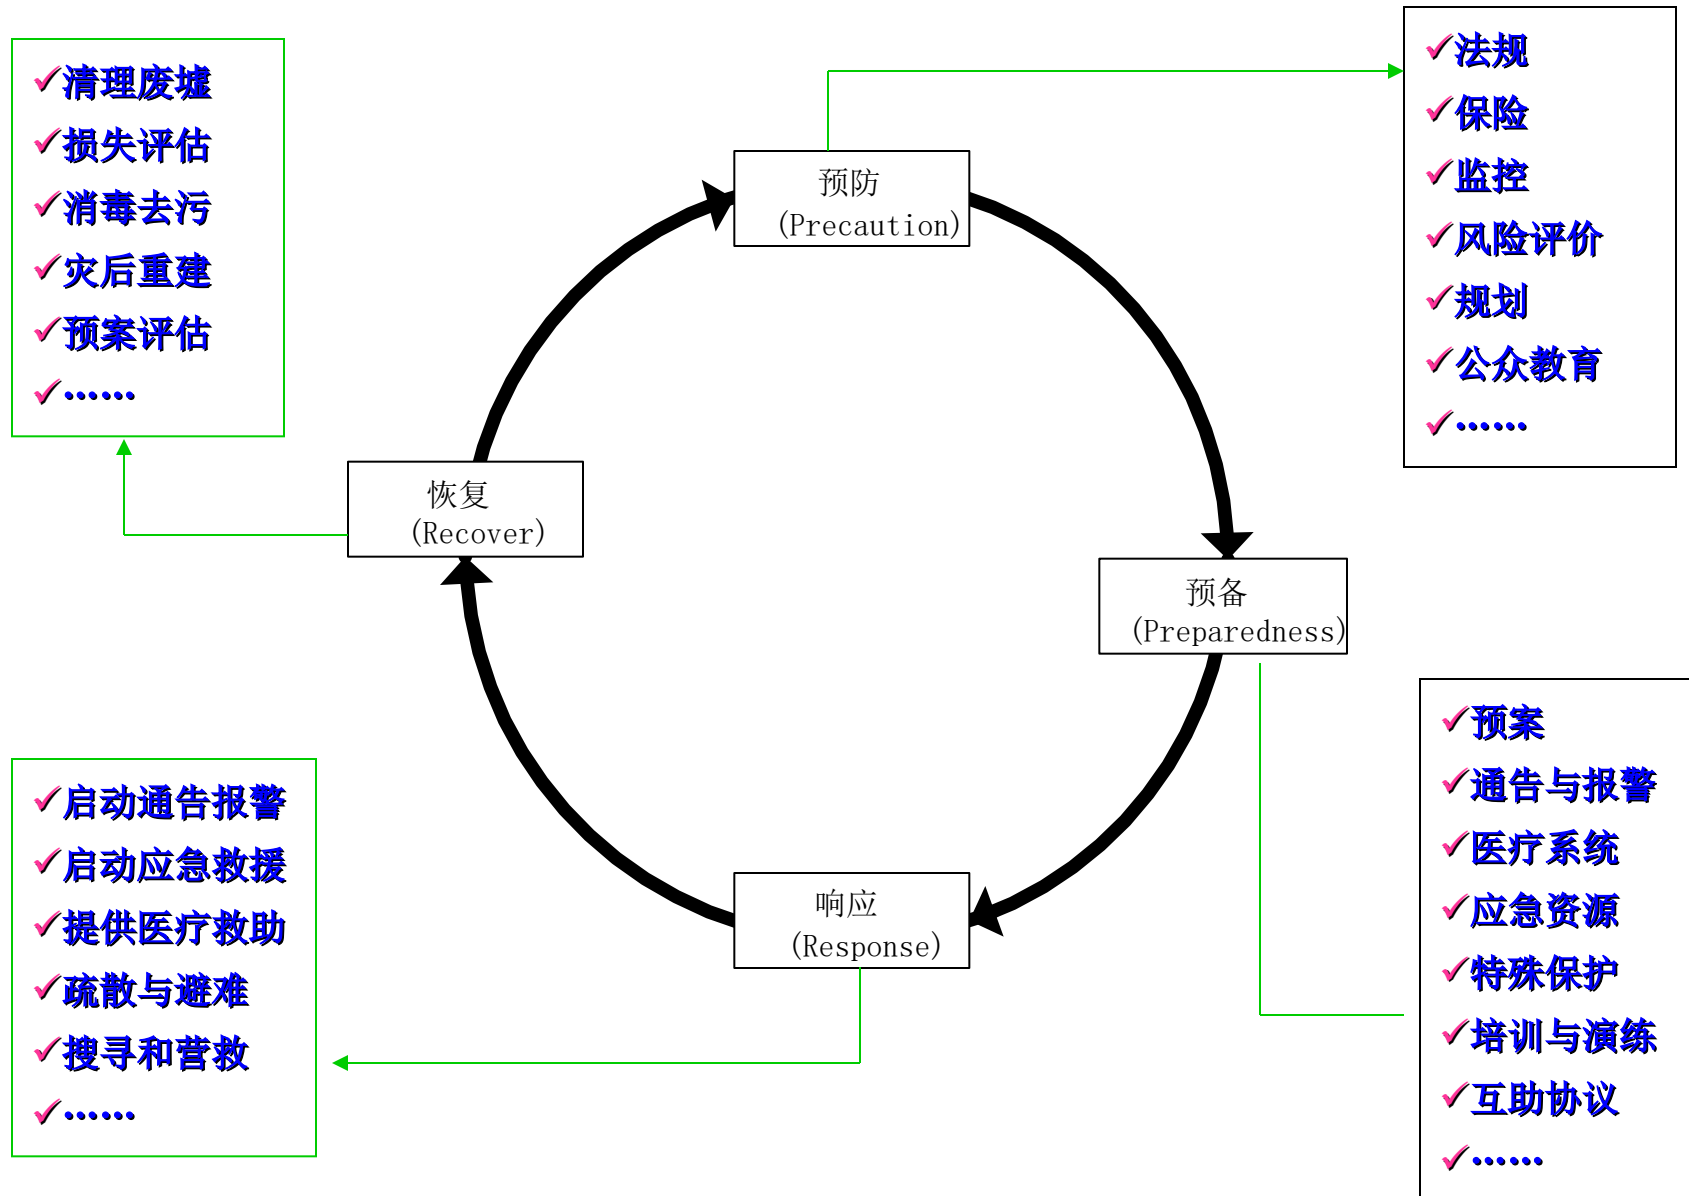 清理废墟
损失评估
消毒去污
灾后重建
预案评估
……
预防
(Precaution)
法规
保险
监控
风险评价
规划
公众教育
……
恢复
(Recover)
预备
(Preparedness)
响应
(Response)
启动通告报警
启动应急救援
提供医疗救助
疏散与避难
搜寻和营救
……
预案
通告与报警
医疗系统
应急资源
特殊保护
培训与演练
互助协议
……